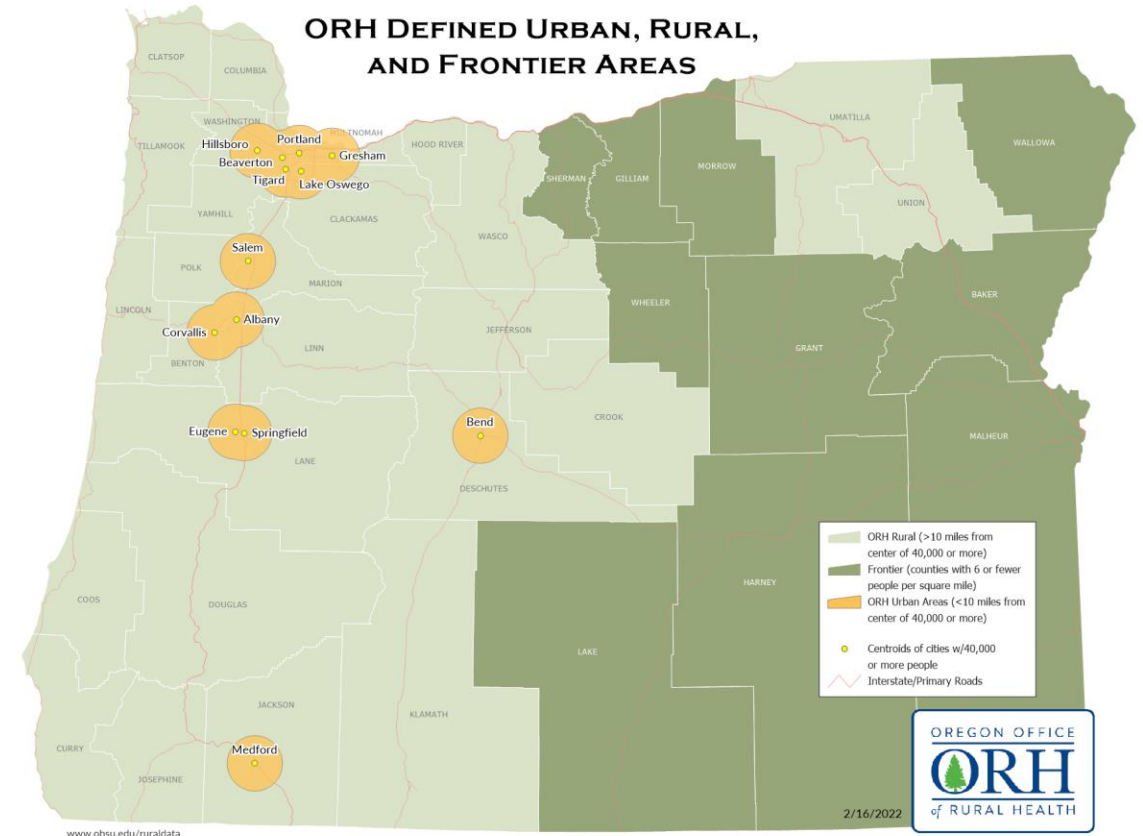 ORH DEFINED URBAN, RURAL,
AND FRONTIER AREAS
CLATSOP
COLUMBIA
WASHINGTON
TILLAMOOK
Hillsboro
Portland
Beaverton
Gresham
Tigard
Lake Oswego
HOOD RIVER
SHERMAN
GILLIAM
MORROW
UMATILLA
WALLOWA
UNION
YAMHILL
CLACKAMAS
WASCO
Salem
POLK
MARION
LINCOLN
Albany
Corvallis
BENTON
LINN
JEFFERSON
WHEELER
GRANT
BAKER
Eugene
Springfield
LANE
Bend
CROOK
DESCHUTES
MALHEUR
HARNEY
COOS
DOUGLAS
LAKE
KLAMATH
JACKSON
CURRY
JOSEPHINE
Medford
ORH Rural (>10 miles from
center of 40,000 or more)
Frontier (counties with 6 or fewer
people per square mile)
ORH Urban Areas (<10 miles from
center of 40,000 or more)
Centroids of cities w/40,000
or more people
Interstate/Primary Roads
OREGON OFFICE
ORH
of RURAL HEALTH
2/16/2022
www.ohsu.edu/ruraldata